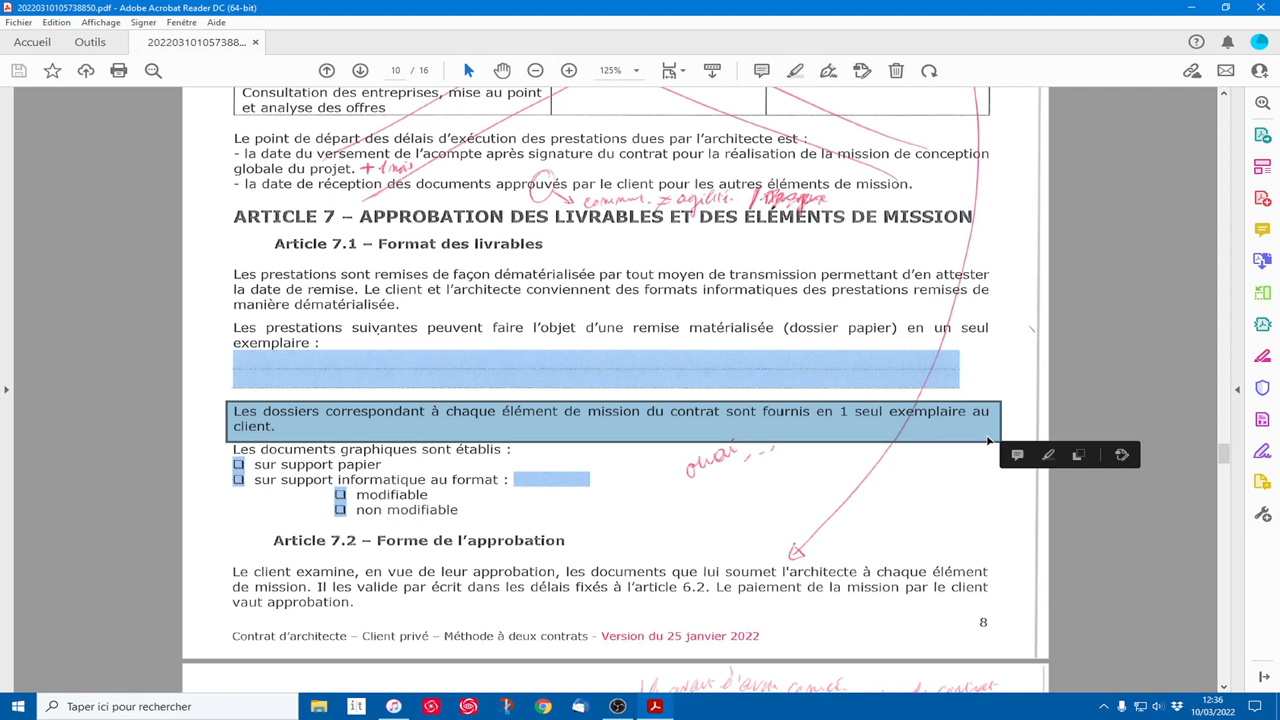 20220310105738850.pdf - Adobe Acrobat Reader DC (64-bit)
Fichier Edition Affichage Signer Fenêtre Aide
Accueil Outils 202203101057388... ×
10 / 16 125%
Consultation des entreprises, mise au point
et analyse des offres
Le point de départ des délais d'exécution des prestations dues par l'architecte est :
- la date du versement de l'acompte après signature du contrat pour la réalisation de la mission de conception
globale du projet. + 1 mois
- la date de réception des documents approuvés par le client pour les autres éléments de mission.
ARTICLE 7 – APPROBATION DES LIVRABLES ET DES ÉLÉMENTS DE MISSION
Article 7.1 – Format des livrables
Les prestations sont remises de façon dématérialisée par tout moyen de transmission permettant d'en attester
la date de remise. Le client et l'architecte conviennent des formats informatiques des prestations remises de
manière dématérialisée.
Les prestations suivantes peuvent faire l'objet d'une remise matérialisée (dossier papier) en un seul
exemplaire :
Les dossiers correspondant à chaque élément de mission du contrat sont fournis en 1 seul exemplaire au
client.
Les documents graphiques sont établis :
ouai...
sur support papier
sur support informatique au format :
modifiable
non modifiable
Article 7.2 – Forme de l'approbation
Le client examine, en vue de leur approbation, les documents que lui soumet l'architecte à chaque élément
de mission. Il les valide par écrit dans les délais fixés à l'article 6.2. Le paiement de la mission par le client
vaut approbation.
8
Contrat d'architecte – Client privé – Méthode à deux contrats - Version du 25 janvier 2022
Taper ici pour rechercher
12:36
10/03/2022